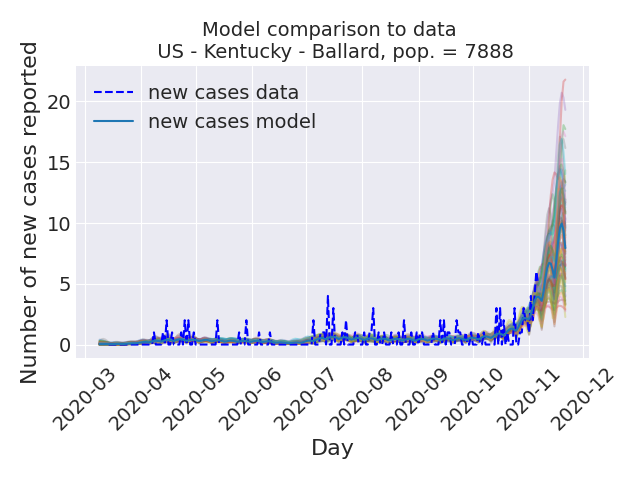 Model comparison to data
US - Kentucky - Ballard, pop. = 7888
new cases data
new cases model
Number of new cases reported
20
15
10
5
0
2020-03
2020-04
2020-05
2020-06
2020-07
2020-08
2020-09
2020-10
2020-11
2020-12
Day